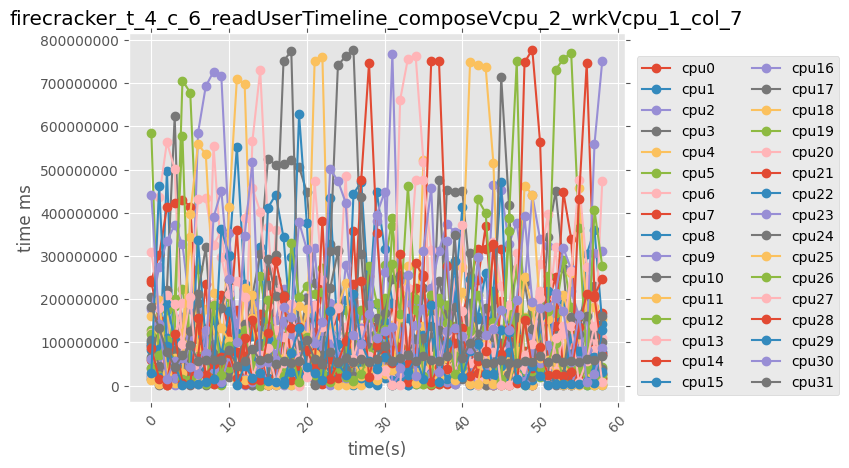 firecracker_t_4_c_6_readUserTimeline_composeVcpu_2_wrkVcpu_1_col_7
800000000
700000000
600000000
500000000
400000000
300000000
200000000
100000000
0
time ms
0 10 20 30 40 50 60
time(s)
cpu0 cpu16
cpu1 cpu17
cpu2 cpu18
cpu3 cpu19
cpu4 cpu20
cpu5 cpu21
cpu6 cpu22
cpu7 cpu23
cpu8 cpu24
cpu9 cpu25
cpu10 cpu26
cpu11 cpu27
cpu12 cpu28
cpu13 cpu29
cpu14 cpu30
cpu15 cpu31